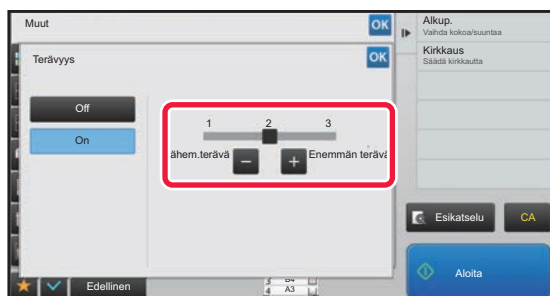 Muut
OK
Terävyys
OK
Off
On
1 2 3
ähem.terävä
−
+
Enemmän terävä
Edellinen
A3
4
Alkup.
Vaihda kokoa/suuntaa
Kirkkaus
Säädä kirkkautta
Esikatselu
CA
Aloita